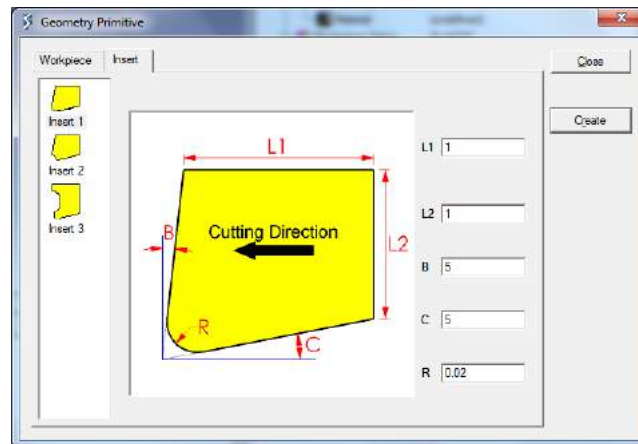 Geometry Primitive
Workpiece
Insert
Close
Create
Insert 1
Insert 2
Insert 3
L1
Cutting Direction
B
L2
R
C
L1 1
L2 1
B 5
C 5
R 0.02